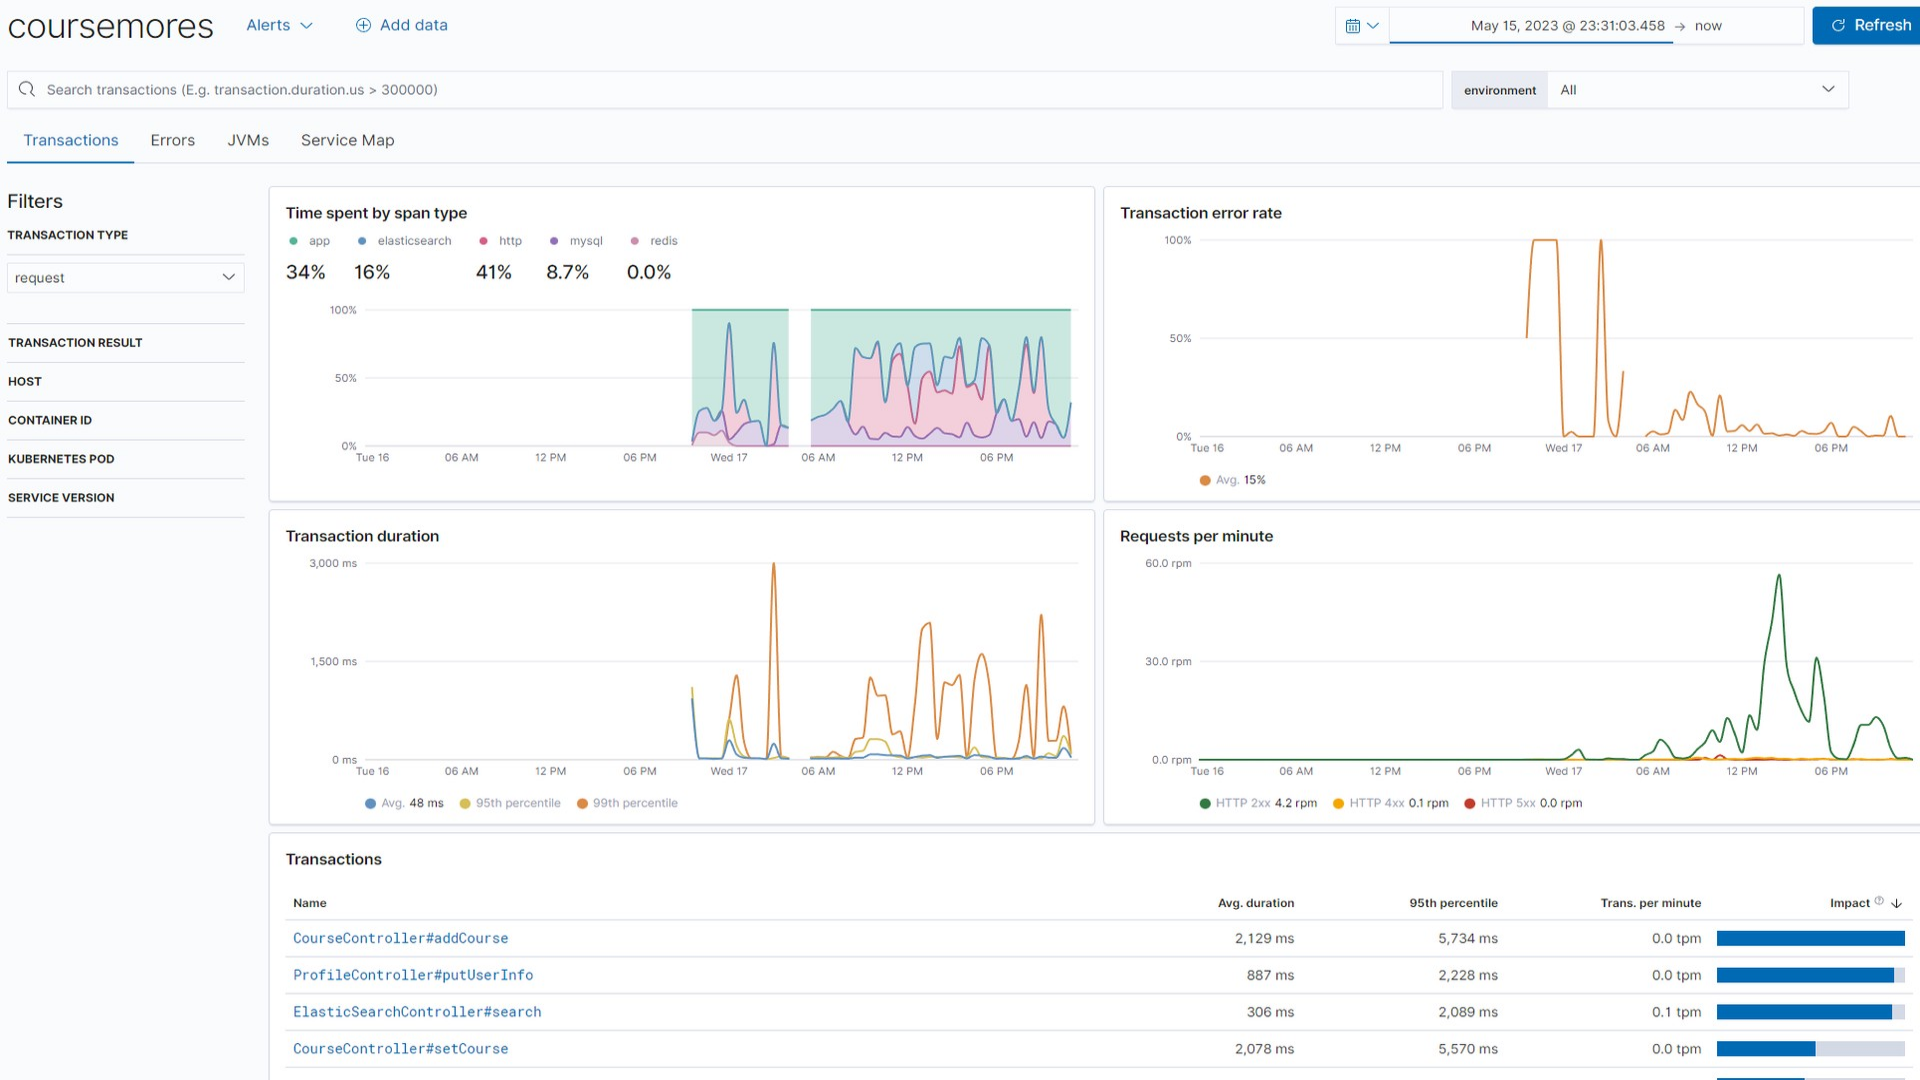 coursemores
Alerts
Add data
May 15, 2023 @ 23:31:03.458 → now
Refresh
Search transactions (E.g. transaction.duration.us > 300000)
environment
All
Transactions Errors JVMs Service Map
Filters
TRANSACTION TYPE
request
TRANSACTION RESULT
HOST
CONTAINER ID
KUBERNETES POD
SERVICE VERSION
Time spent by span type
app elasticsearch http mysql redis
34% 16% 41% 8.7% 0.0%
100%
50%
0%
Tue 16 06 AM 12 PM 06 PM Wed 17 06 AM 12 PM 06 PM
Transaction error rate
100%
50%
0%
Tue 16 06 AM 12 PM 06 PM Wed 17 06 AM 12 PM 06 PM
Avg. 15%
Transaction duration
3,000 ms
1,500 ms
0 ms
Tue 16 06 AM 12 PM 06 PM Wed 17 06 AM 12 PM 06 PM
Avg. 48 ms 95th percentile 99th percentile
Requests per minute
60.0 rpm
30.0 rpm
0.0 rpm
Tue 16 06 AM 12 PM 06 PM Wed 17 06 AM 12 PM 06 PM
HTTP 2xx 4.2 rpm HTTP 4xx 0.1 rpm HTTP 5xx 0.0 rpm
Transactions
Name Avg. duration 95th percentile Trans. per minute Impact
CourseController#addCourse 2,129 ms 5,734 ms 0.0 tpm
ProfileController#putUserInfo 887 ms 2,228 ms 0.0 tpm
ElasticSearchController#search 306 ms 2,089 ms 0.1 tpm
CourseController#setCourse 2,078 ms 5,570 ms 0.0 tpm